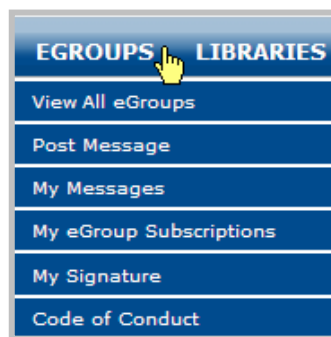 EGROUPS LIBRARIES
View All eGroups
Post Message
My Messages
My eGroup Subscriptions
My Signature
Code of Conduct